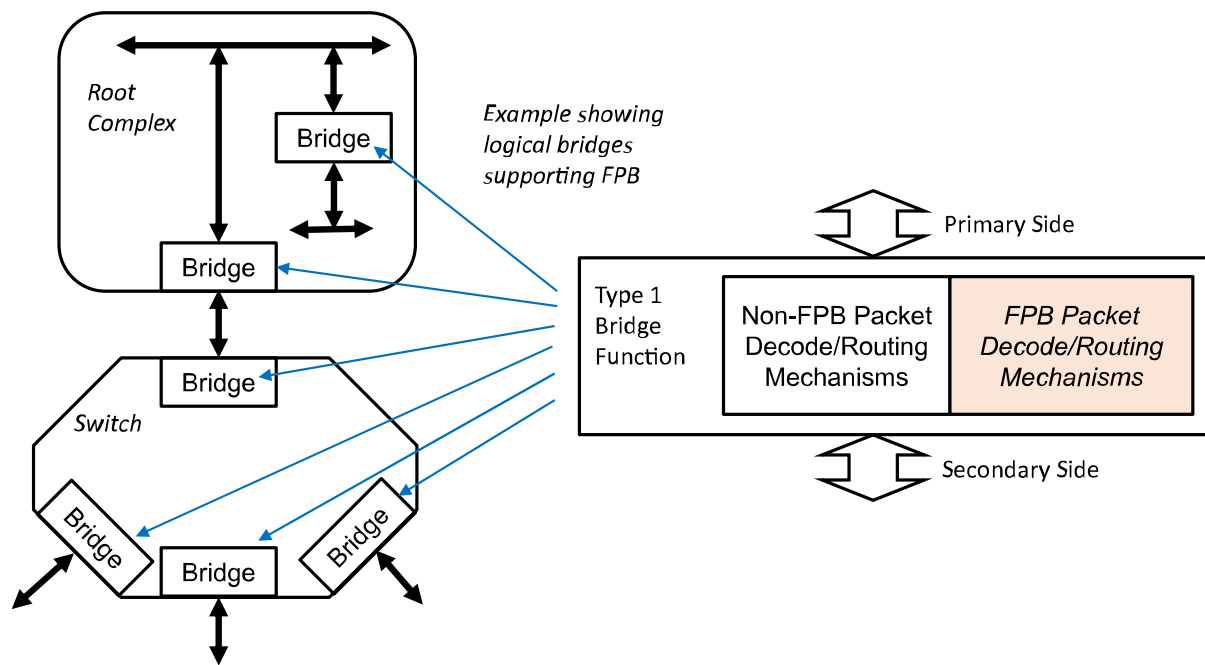 Root
Complex
Bridge
Bridge
Example showing
logical bridges
supporting FPB
Primary Side
Type 1
Bridge
Function
Non-FPB Packet
Decode/Routing
Mechanisms
FPB Packet
Decode/Routing
Mechanisms
Secondary Side
Bridge
Switch
Bridge
Bridge
Bridge